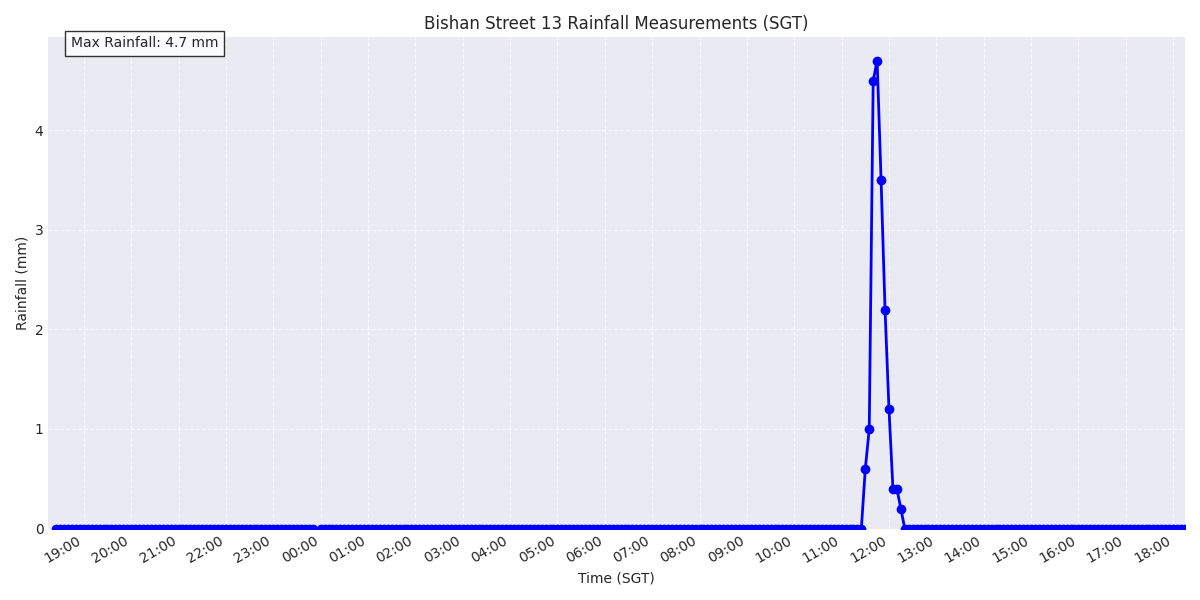 Bishan Street 13 Rainfall Measurements (SGT)
Max Rainfall: 4.7 mm
4
3
2
1
0
Rainfall (mm)
19:00 20:00 21:00 22:00 23:00 00:00 01:00 02:00 03:00 04:00 05:00 06:00 07:00 08:00 09:00 10:00 11:00 12:00 13:00 14:00 15:00 16:00 17:00 18:00
Time (SGT)